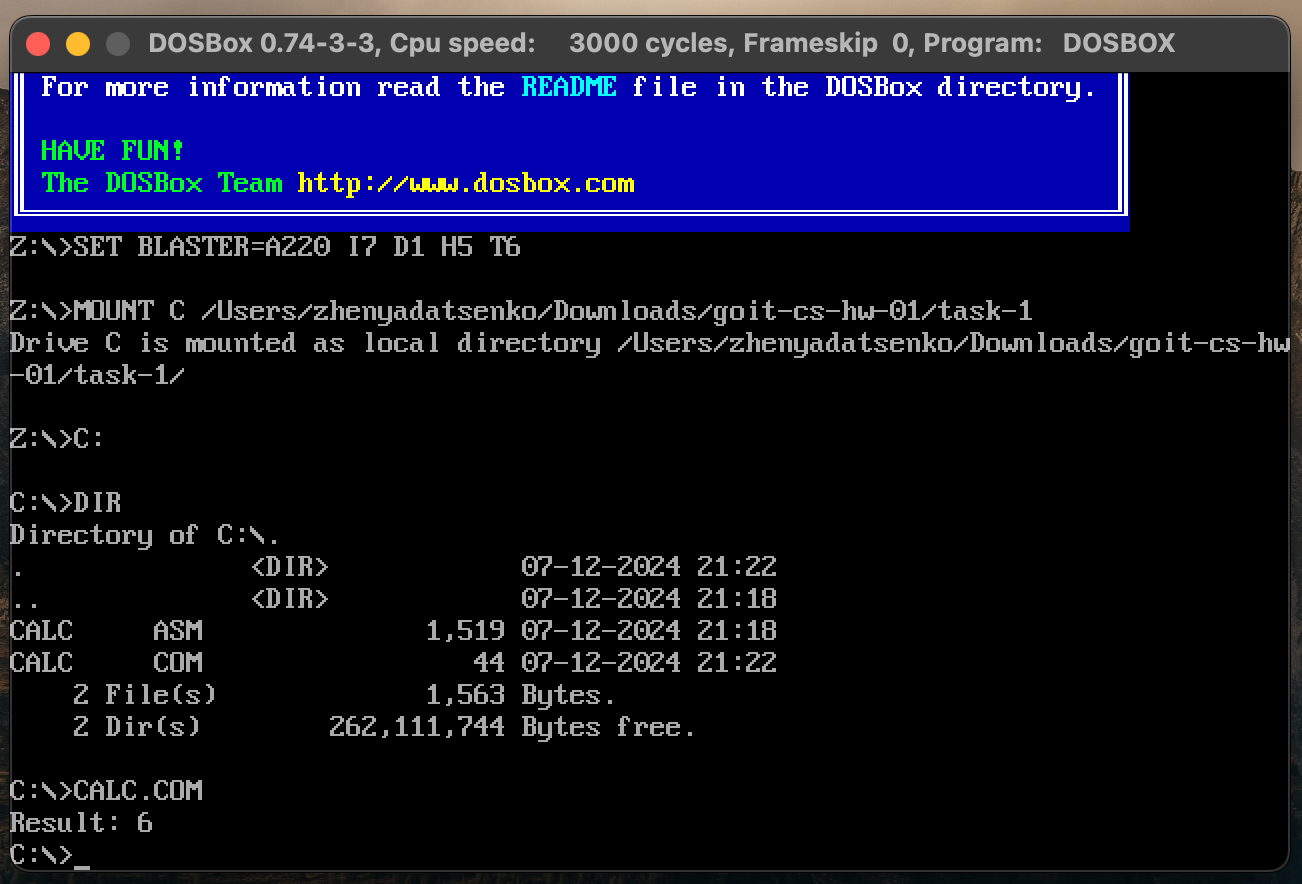 DOSBox 0.74-3-3, Cpu speed: 3000 cycles, Frameskip 0, Program: DOSBOX
For more information read the README file in the DOSBox directory.
HAVE FUN!
The DOSBox Team http://www.dosbox.com
Z:\>SET BLASTER=A220 I7 D1 H5 T6
Z:\>MOUNT C /Users/zhenyadatsenko/Downloads/goit-cs-hw-01/task-1
Drive C is mounted as local directory /Users/zhenyadatsenko/Downloads/goit-cs-hw
-01/task-1/
Z:\>C:
C:\>DIR
Directory of C:\.
. <DIR> 07-12-2024 21:22
.. <DIR> 07-12-2024 21:18
CALC ASM 1,519 07-12-2024 21:18
CALC COM 44 07-12-2024 21:22
2 File(s) 1,563 Bytes.
2 Dir(s) 262,111,744 Bytes free.
C:\>CALC.COM
Result: 6
C:\>_